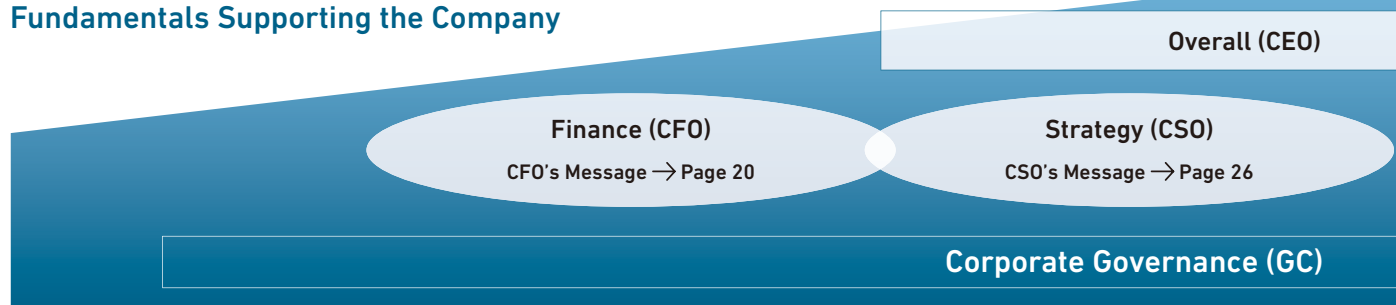 Fundamentals Supporting the Company
Overall (CEO)
Finance (CFO)
CFO's Message → Page 20
Strategy (CSO)
CSO's Message → Page 26
Corporate Governance (GC)